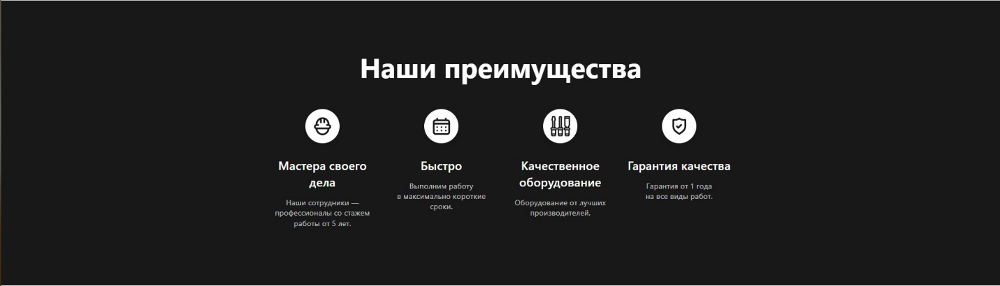 Наши преимущества
Мастера своего
дела
Наши сотрудники —
профессионалы со стажем
работы от 5 лет.
Быстро
Выполним работу
в максимально короткие
сроки.
Качественное
оборудование
Оборудование от лучших
производителей.
Гарантия качества
Гарантия от 1 года
на все виды работ.